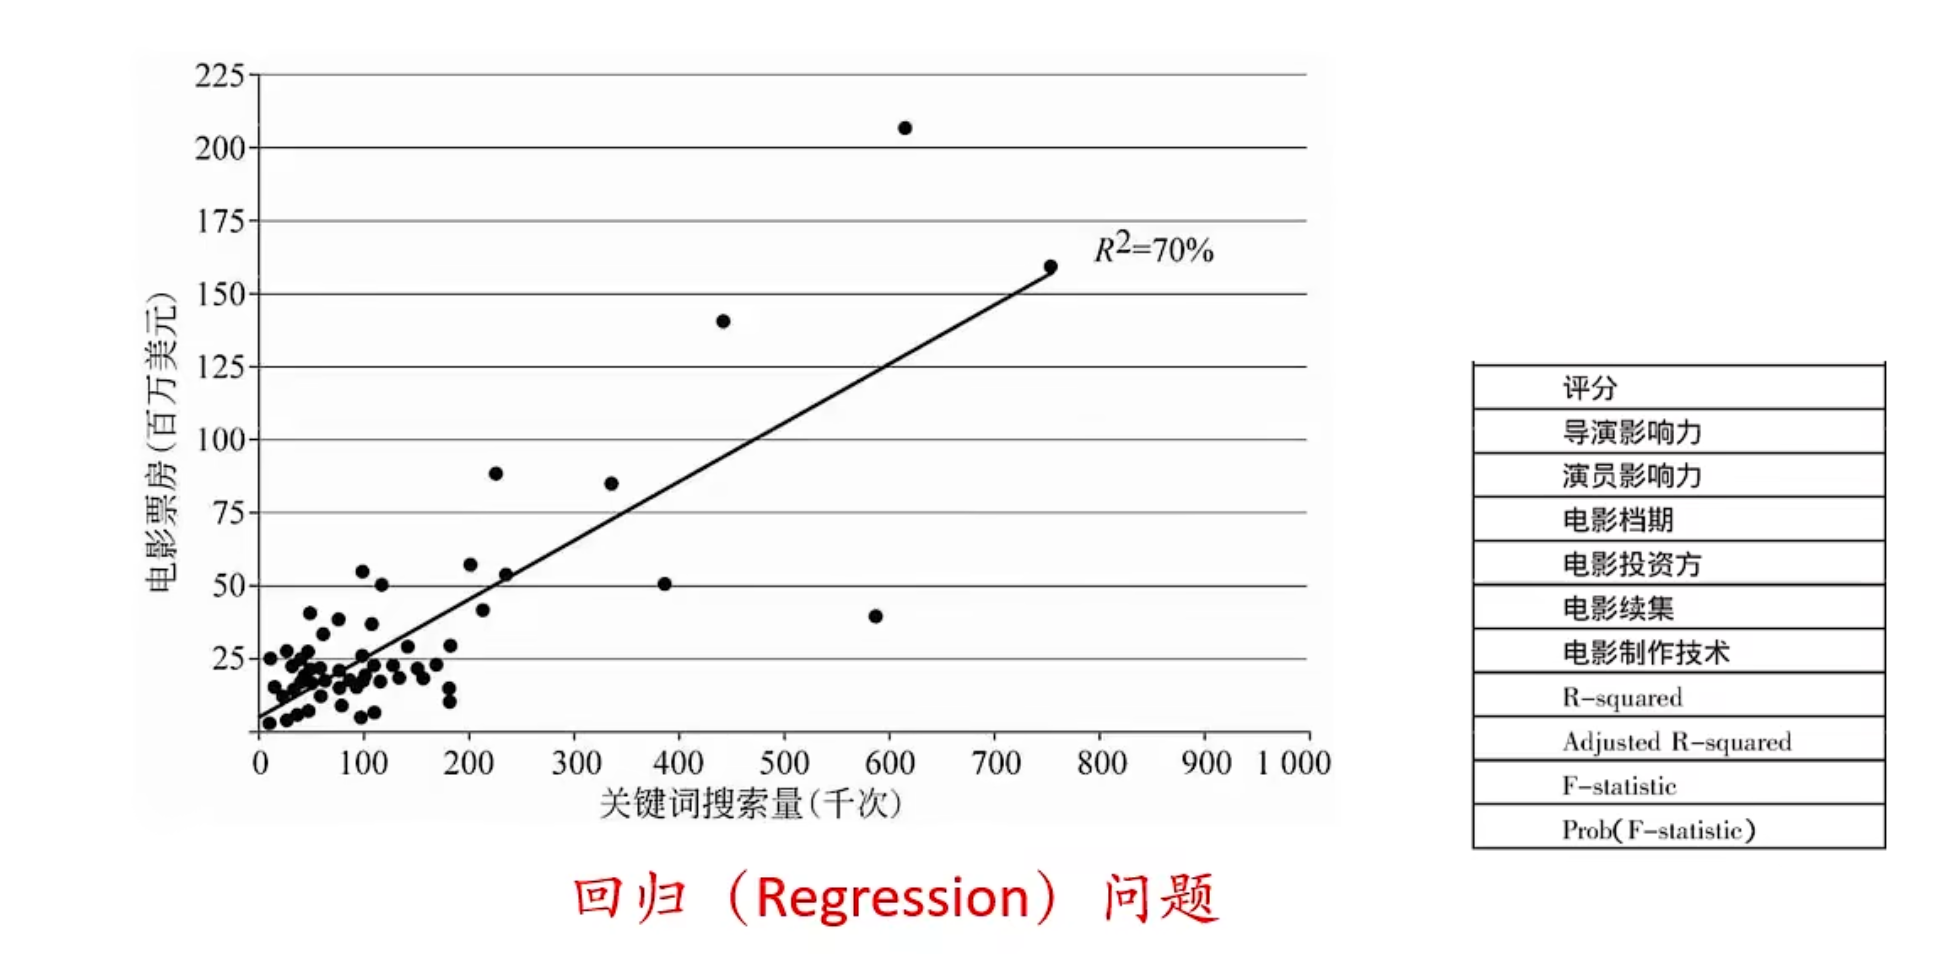 225
200
175
150
125
100
75
50
25
R2=70%
电影票房(百万美元)
0 100 200 300 400 500 600 700 800 900 1 000
关键词搜索量(千次)
评分
导演影响力
演员影响力
电影档期
电影投资方
电影续集
电影制作技术
R-squared
Adjusted R-squared
F-statistic
Prob(F-statistic)
回归（Regression）问题